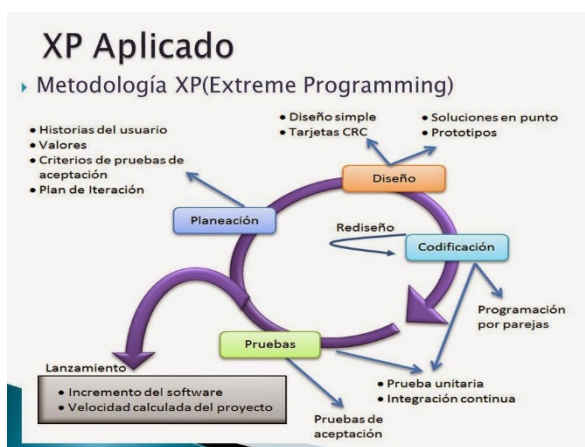 XP Aplicado
Metodología XP(Extreme Programming)
• Historias del usuario
• Valores
• Criterios de pruebas de
aceptación
• Plan de Iteración
• Diseño simple
• Tarjetas CRC
• Soluciones en punto
• Prototipos
Diseño
Planeación
Rediseño
Codificación
Programación
por parejas
Pruebas
Lanzamiento
• Incremento del software
• Velocidad calculada del proyecto
• Prueba unitaria
• Integración continua
Pruebas de
aceptación